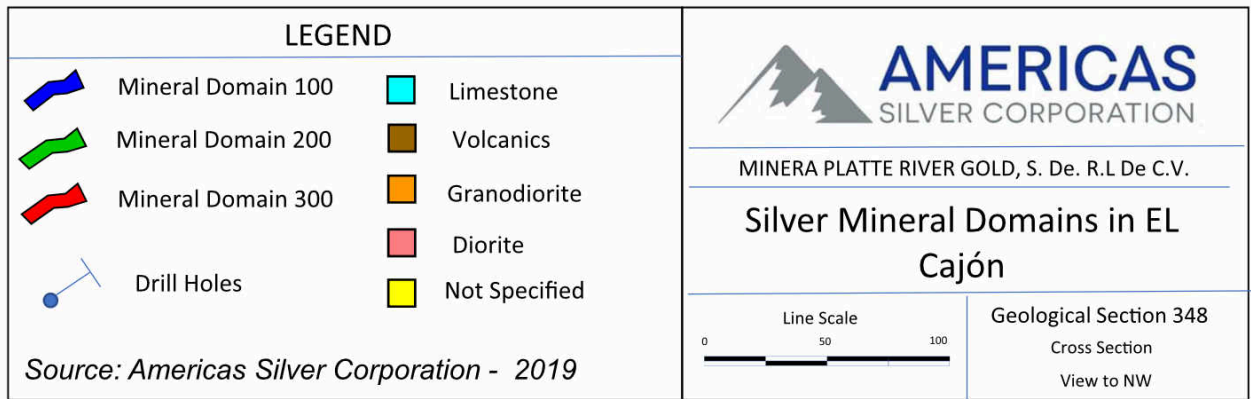 LEGEND
Mineral Domain 100
Mineral Domain 200
Mineral Domain 300
Drill Holes
Limestone
Volcanics
Granodiorite
Diorite
Not Specified
Source: Americas Silver Corporation - 2019
AMERICAS
SILVER CORPORATION
MINERA PLATTE RIVER GOLD, S. De. R.L De C.V.
Silver Mineral Domains in EL
Cajón
Line Scale
0 50 100
Geological Section 348
Cross Section
View to NW